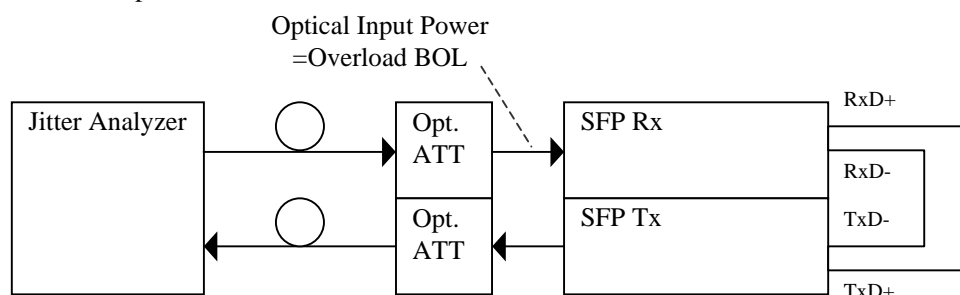 Optical Input Power
=Overload BOL
Jitter Analyzer
Opt.
ATT
SFP Rx
RxD+
RxD-
Opt.
ATT
SFP Tx
TxD-
TxD+